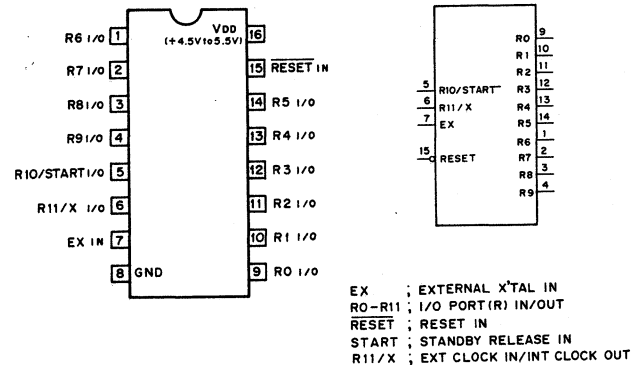 R6 I/O 1
R7 I/O 2
R8 I/O 3
R9 I/O 4
R10/START I/O 5
R11/X I/O 6
EX IN 7
8 GND
VDD 16
(+4.5V to 5.5V)
15 RESET IN
14 R5 I/O
13 R4 I/O
12 R3 I/O
11 R2 I/O
10 R1 I/O
9 R0 I/O
5 R10/START
6 R11/X
7 EX
15 RESET
R0 9
R1 10
R2 11
R3 12
R4 13
R5 14
R6 1
R7 2
R8 3
R9 4
EX ; EXTERNAL X'TAL IN
R0-R11 ; I/O PORT(R) IN/OUT
RESET ; RESET IN
START ; STANDBY RELEASE IN
R11/X ; EXT CLOCK IN/INT CLOCK OUT